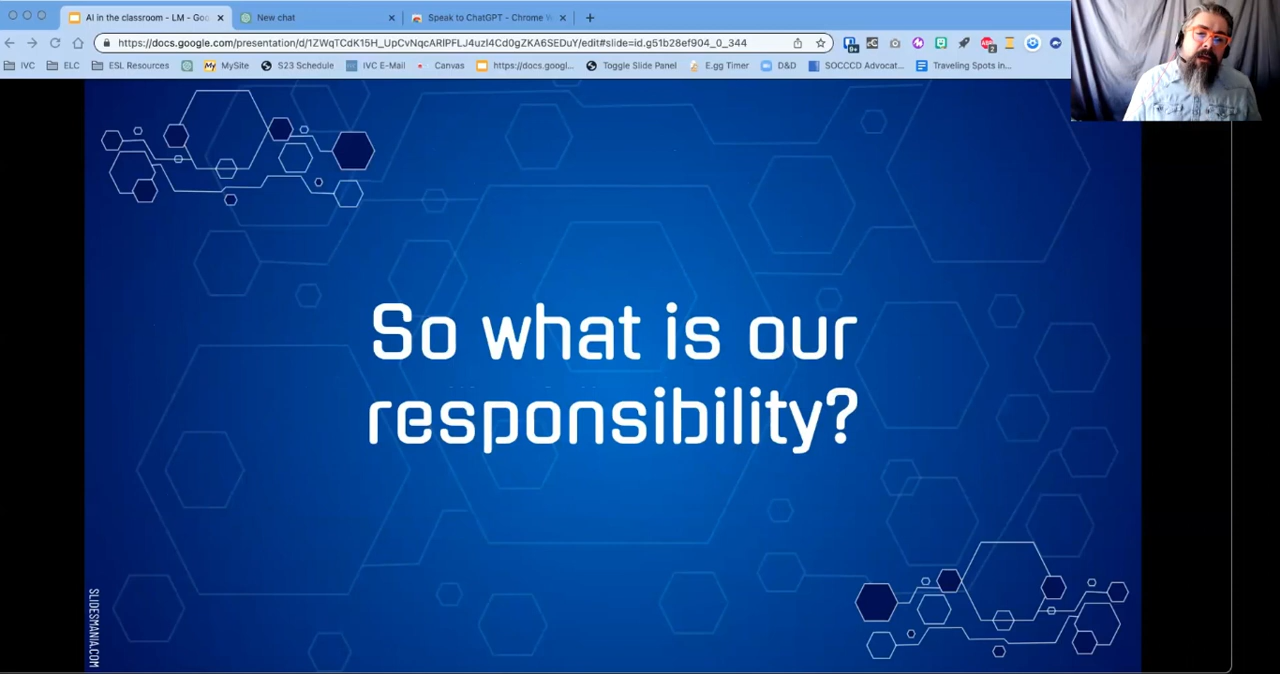 AI in the classroom - LM - Goo
New chat
Speak to ChatGPT - Chrome W
https://docs.google.com/presentation/d/1ZWqTCdK15H_UpCvNqcARlPFLJ4uzI4Cd0gZKA6SEDuY/edit#slide=id.g51b28ef904_0_344
IVC
ELC
ESL Resources
MySite
S23 Schedule
IVC E-Mail
Canvas
https://docs.googl...
Toggle Slide Panel
E.gg Timer
D&D
SOCCCD Advocat...
Traveling Spots in...
So what is our
responsibility?
SLIDESMANIA.COM